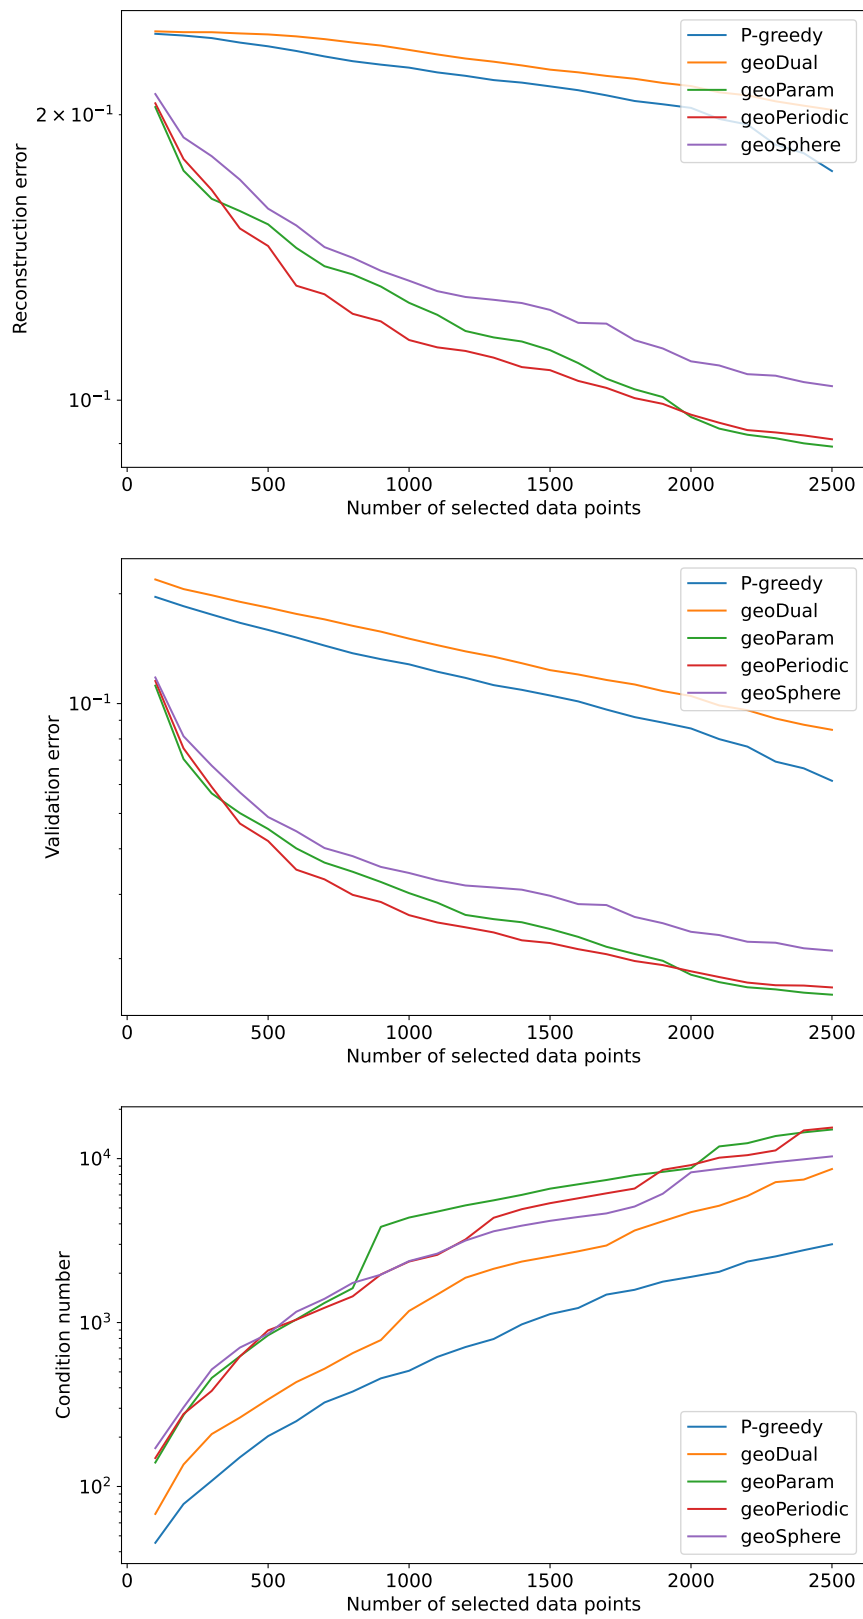 Reconstruction error
2 × 10⁻¹
10⁻¹
P-greedy
geoDual
geoParam
geoPeriodic
geoSphere
0 500 1000 1500 2000 2500
Number of selected data points
Validation error
10⁻¹
P-greedy
geoDual
geoParam
geoPeriodic
geoSphere
0 500 1000 1500 2000 2500
Number of selected data points
Condition number
10⁴
10³
10²
P-greedy
geoDual
geoParam
geoPeriodic
geoSphere
0 500 1000 1500 2000 2500
Number of selected data points